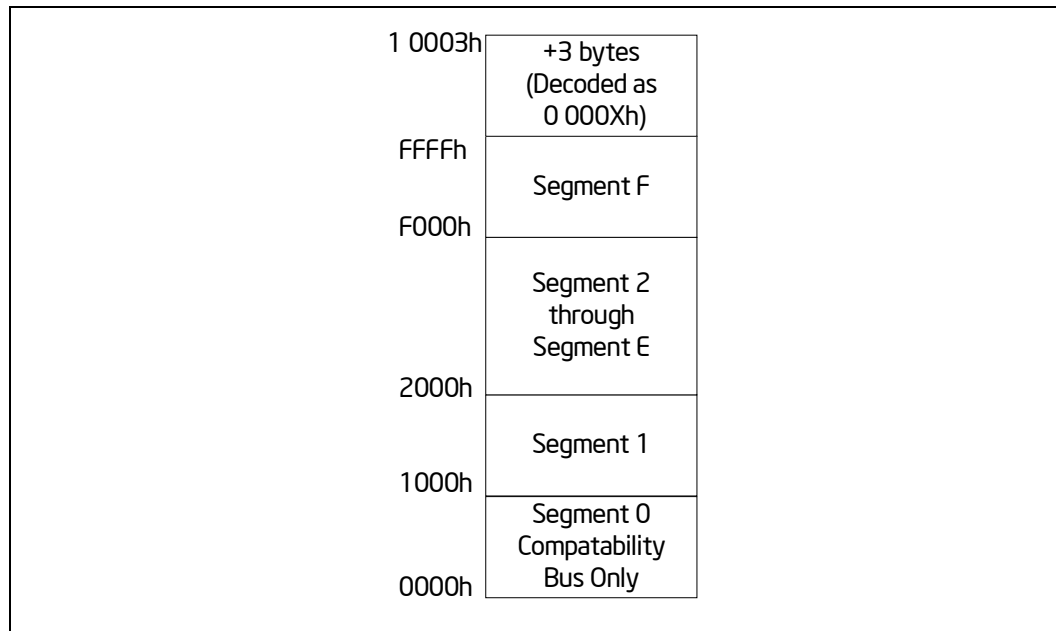 1 0003h
+3 bytes
(Decoded as
0 000Xh)
FFFFh
Segment F
F000h
Segment 2
through
Segment E
2000h
Segment 1
1000h
Segment 0
Compatability
Bus Only
0000h